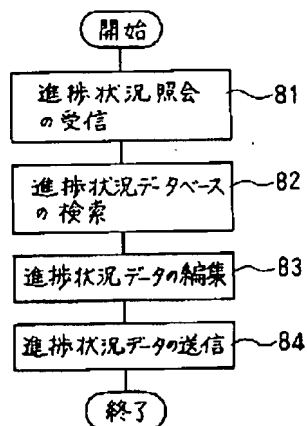 開始
進捗状況照会
の受信
81
進捗状況データベース
の検索
82
進捗状況データの編集
83
進捗状況データの送信
84
終了